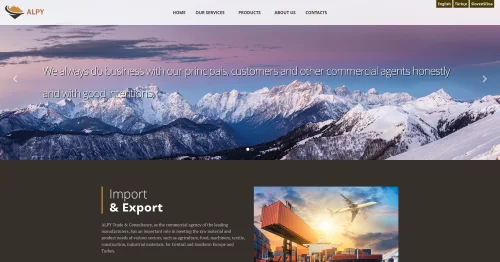 ALPY
HOME OUR SERVICES PRODUCTS ABOUT US CONTACTS
English Türkçe Slovenščina
We always do business with our principals, customers and other commercial agents honestly
and with good intentions.
Import
& Export
ALPY Trade & Consultancy, as the commercial agency of the leading
manufacturers, has an important role in meeting the raw material and
product needs of various sectors, such as agriculture, food, machinery, textile,
construction, industrial materials, for Central and Southern Europe and
Turkey.